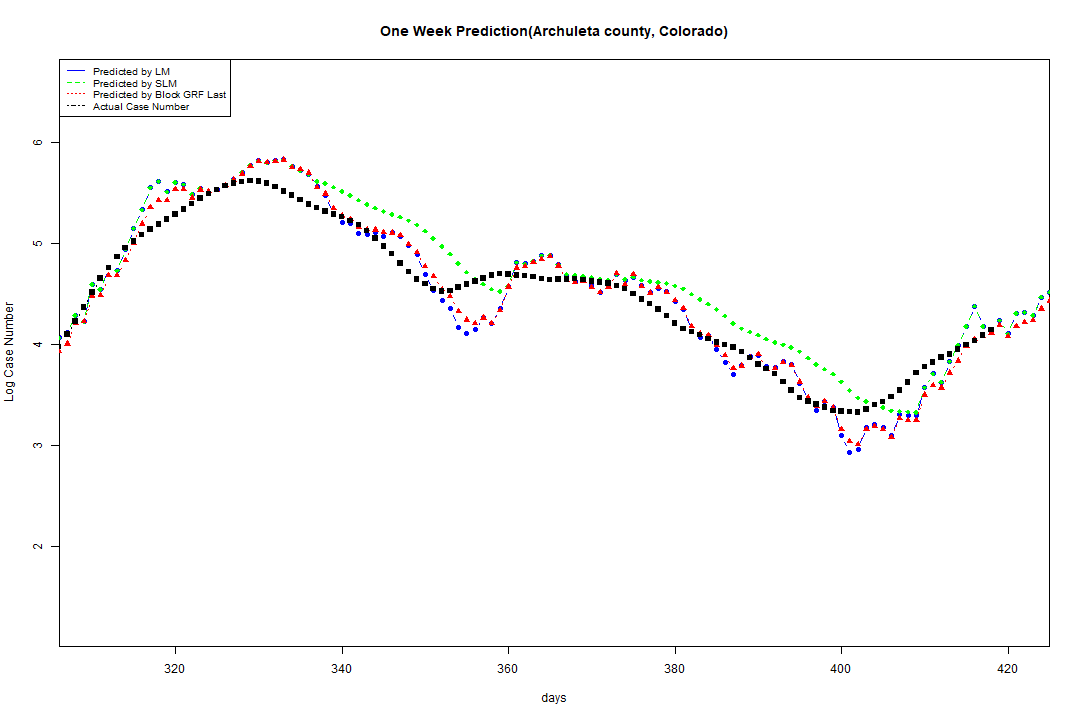 One Week Prediction(Archuleta county, Colorado)
Predicted by LM
Predicted by SLM
Predicted by Block GRF Last
Actual Case Number
6
5
4
3
2
Log Case Number
320 340 360 380 400 420
days